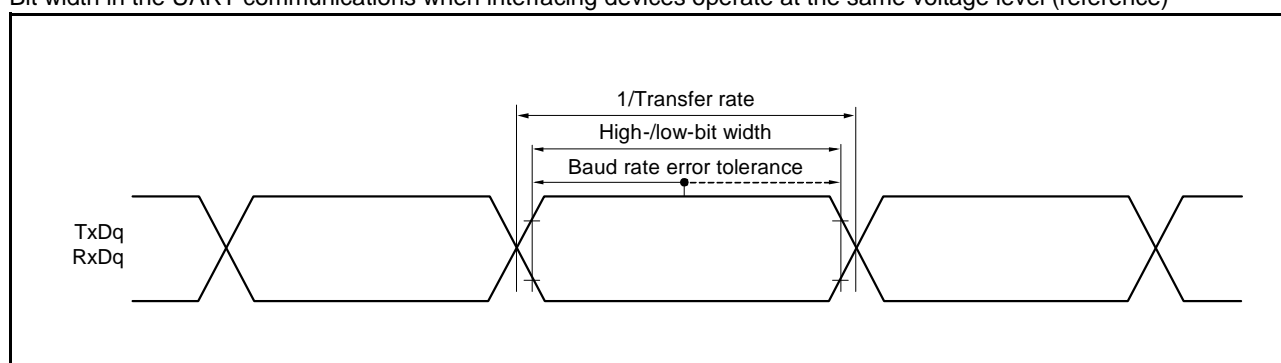 Bit width in the UART communications when interfacing devices operate at the same voltage level (reference)
1/Transfer rate
High-/low-bit width
Baud rate error tolerance
TxDq
RxDq